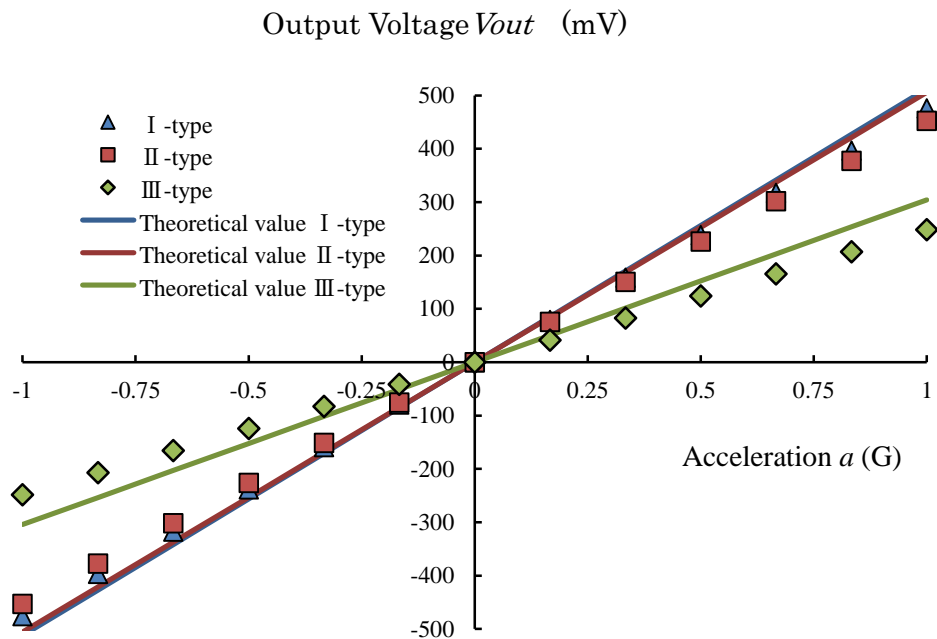 Output Voltage Vout (mV)
Ⅰ-type
Ⅱ-type
Ⅲ-type
Theoretical value Ⅰ-type
Theoretical value Ⅱ-type
Theoretical value Ⅲ-type
500
400
300
200
100
0
-100
-200
-300
-400
-500
-1
-0.75
-0.5
-0.25
0
0.25
0.5
0.75
1
Acceleration a (G)